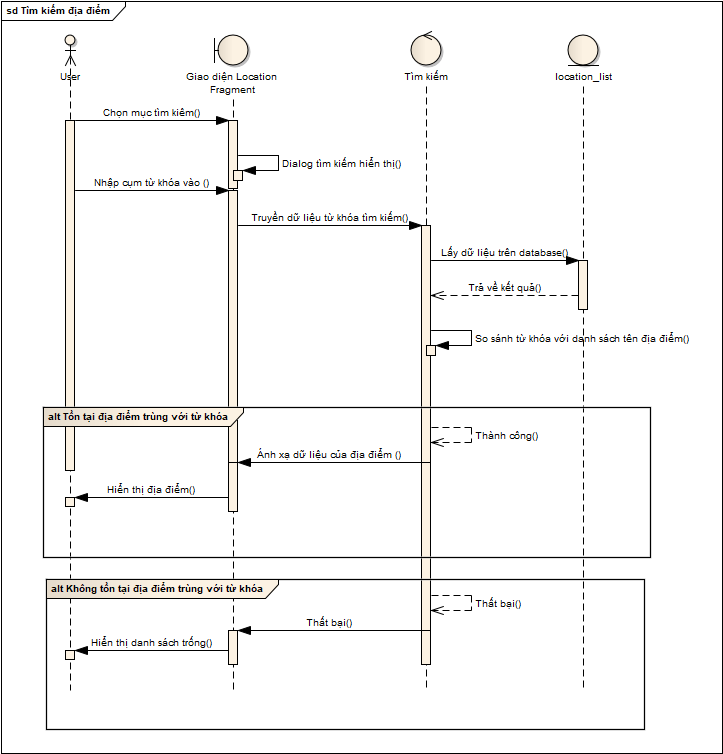 sd Tìm kiếm địa điểm
User
Giao diện Location
Fragment
Tìm kiếm
location_list
Chọn mục tìm kiếm()
Dialog tìm kiếm hiển thị()
Nhập cụm từ khóa vào ()
Truyền dữ liệu từ khóa tìm kiếm()
Lấy dữ liệu trên database()
Trả về kết quả()
So sánh từ khóa với danh sách tên địa điểm()
alt Tồn tại địa điểm trùng với từ khóa
Thành công()
Ánh xạ dữ liệu của địa điểm ()
Hiển thị địa điểm()
alt Không tồn tại địa điểm trùng với từ khóa
Thất bại()
Thất bại()
Hiển thị danh sách trống()